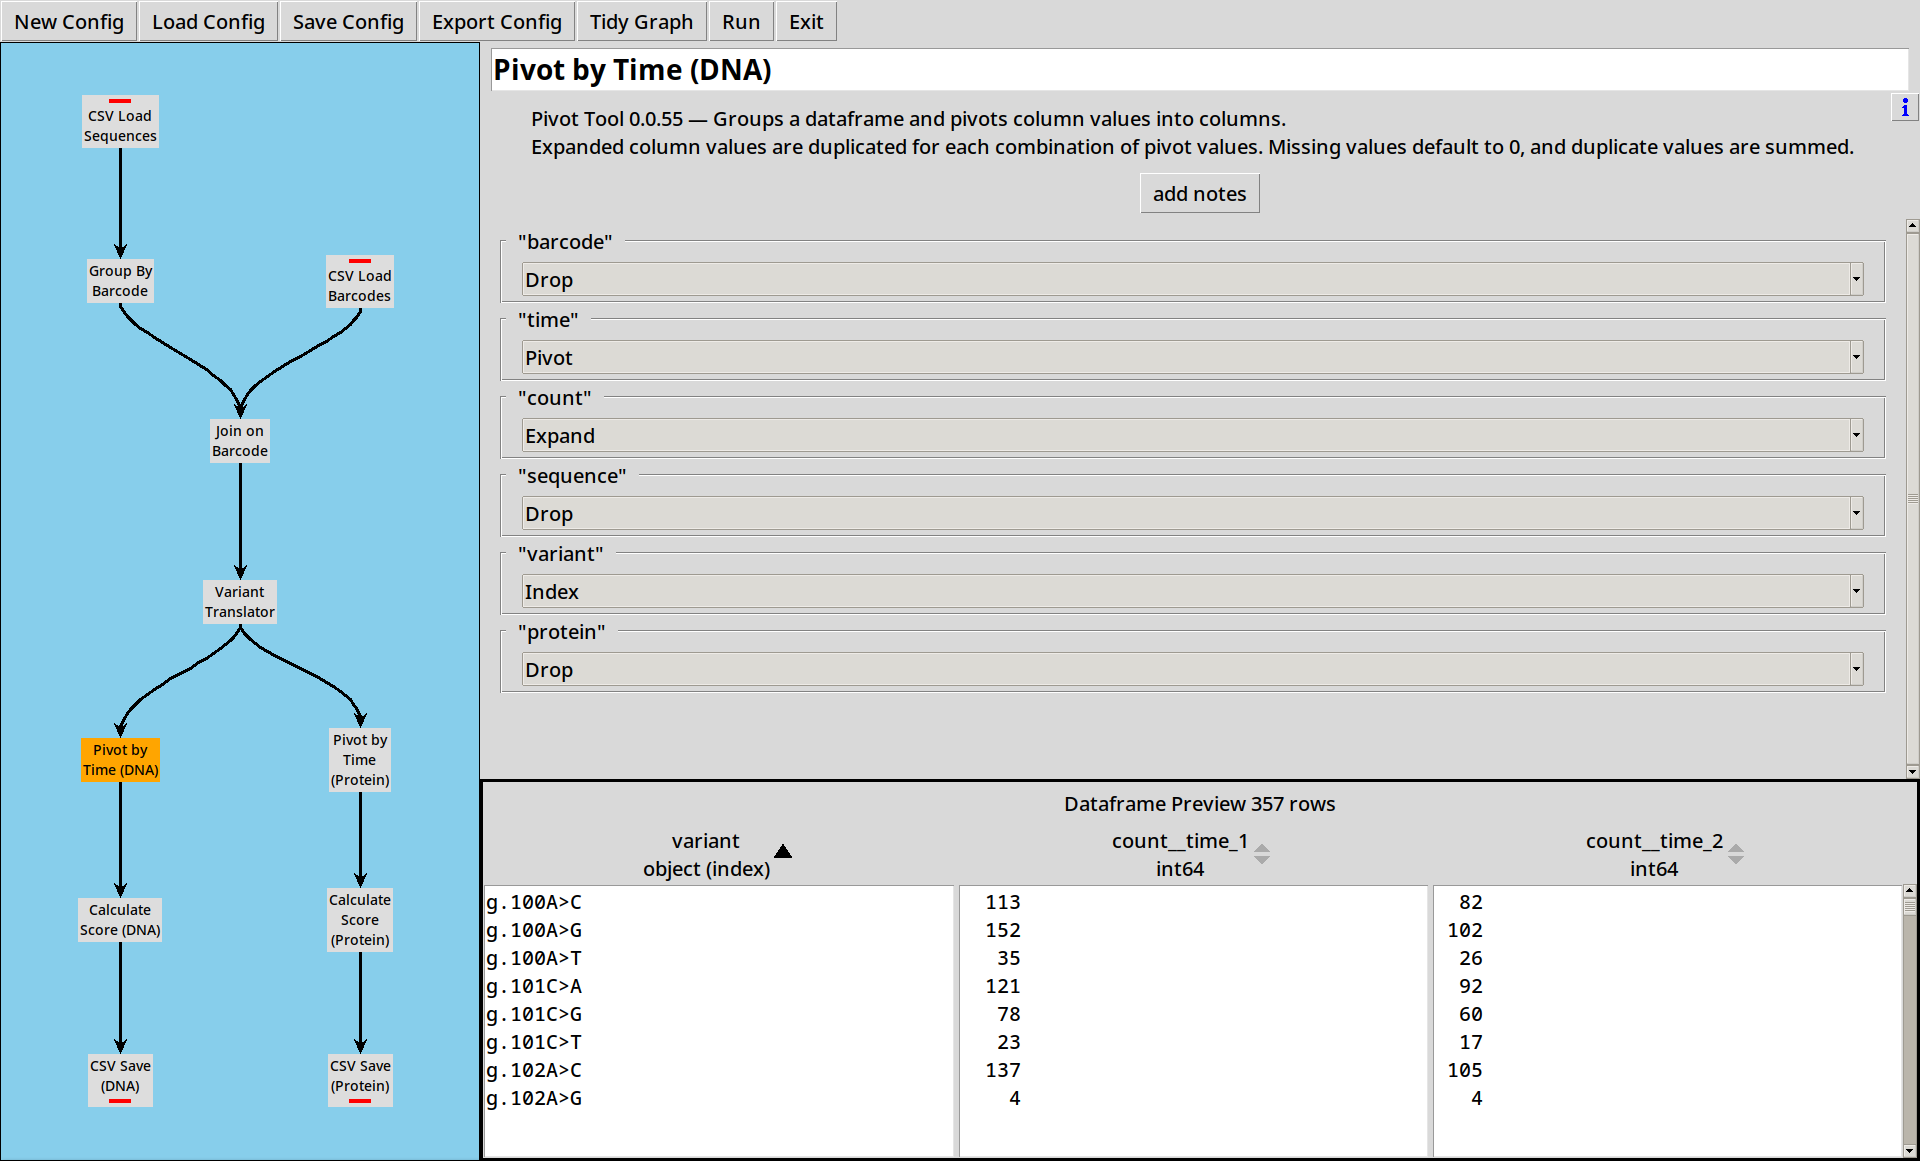 New Config
Load Config
Save Config
Export Config
Tidy Graph
Run
Exit
CSV Load
Sequences
Group By
Barcode
CSV Load
Barcodes
Join on
Barcode
Variant
Translator
Pivot by
Time (DNA)
Pivot by
Time
(Protein)
Calculate
Score (DNA)
Calculate
Score
(Protein)
CSV Save
(DNA)
CSV Save
(Protein)
Pivot by Time (DNA)
i
Pivot Tool 0.0.55 — Groups a dataframe and pivots column values into columns.
Expanded column values are duplicated for each combination of pivot values. Missing values default to 0, and duplicate values are summed.
add notes
"barcode"
Drop
"time"
Pivot
"count"
Expand
"sequence"
Drop
"variant"
Index
"protein"
Drop
Dataframe Preview 357 rows
variant count__time_1 count__time_2
object (index) int64 int64
g.100A>C 113 82
g.100A>G 152 102
g.100A>T 35 26
g.101C>A 121 92
g.101C>G 78 60
g.101C>T 23 17
g.102A>C 137 105
g.102A>G 4 4